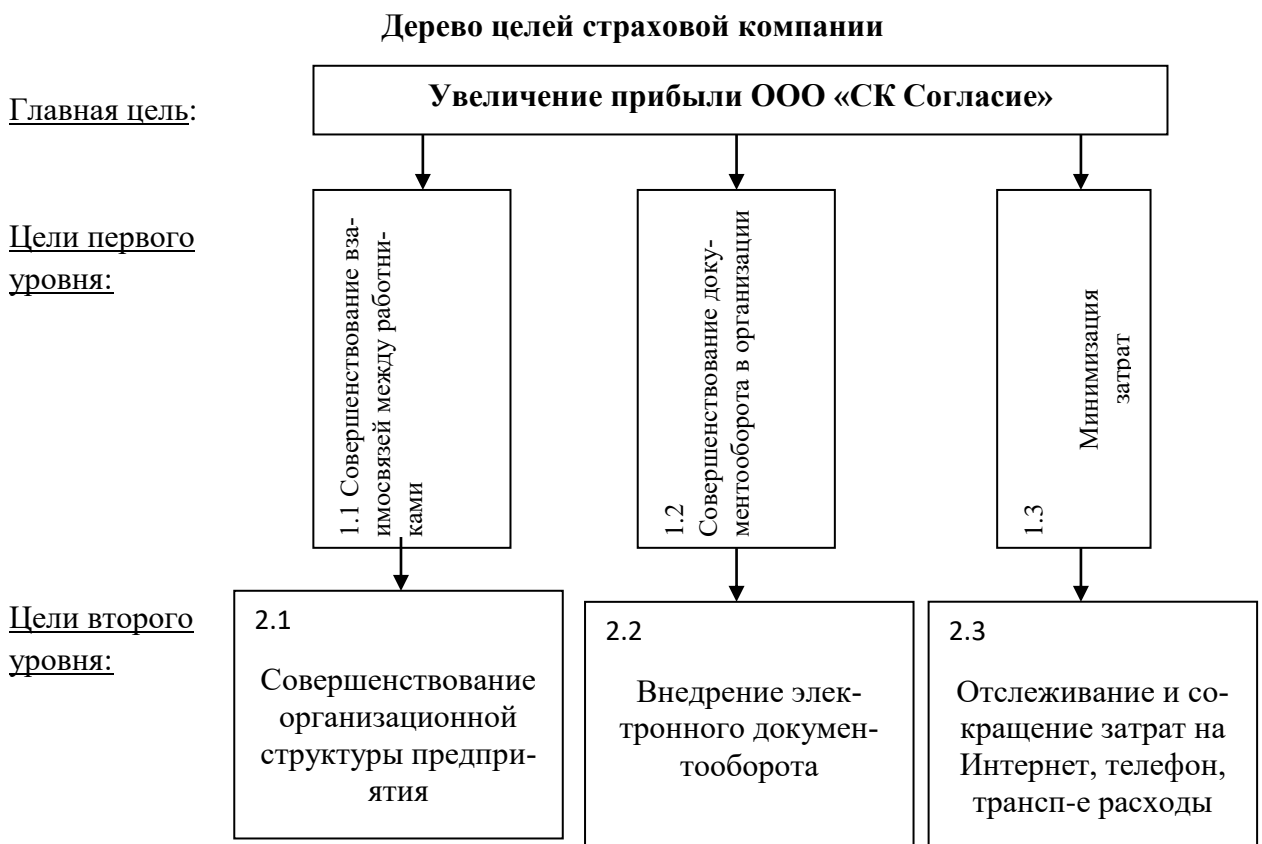 Дерево целей страховой компании
Главная цель:
Увеличение прибыли ООО «СК Согласие»
Цели первого
уровня:
1.1 Совершенствование вза-
имосвязей между работни-
ками
1.2
Совершенствование доку-
ментооборота в организации
1.3
Минимизация
затрат
Цели второго
уровня:
2.1
Совершенствование
организационной
структуры предпри-
ятия
2.2
Внедрение элек-
тронного докумен-
тооборота
2.3
Отслеживание и со-
кращение затрат на
Интернет, телефон,
трансп-е расходы